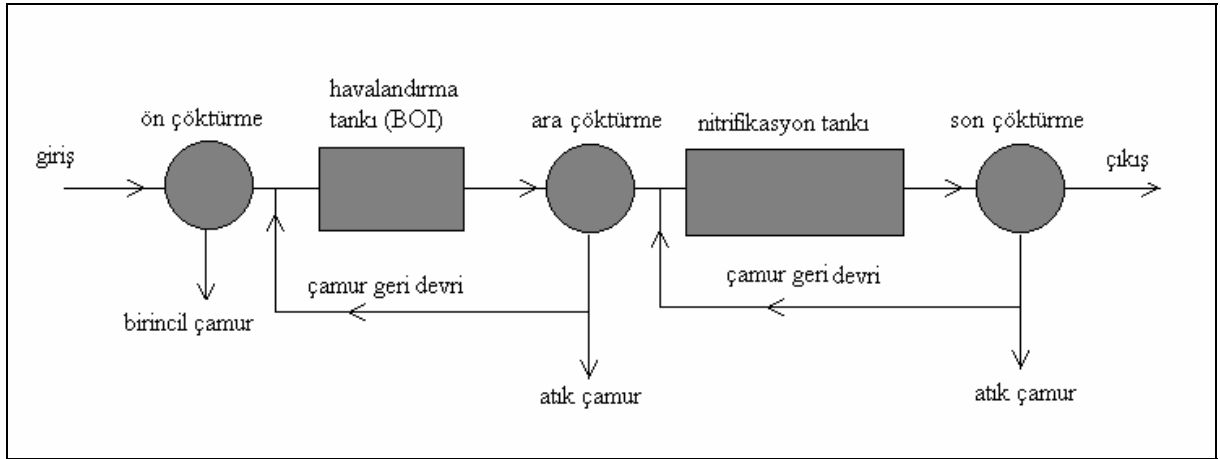 havalandırma
tankı (BOI)
ön çöktürme
ara çöktürme
nitrifikasyon tankı
son çöktürme
giriş
çıkış
çamur geri devri
çamur geri devri
birincil çamur
atık çamur
atık çamur